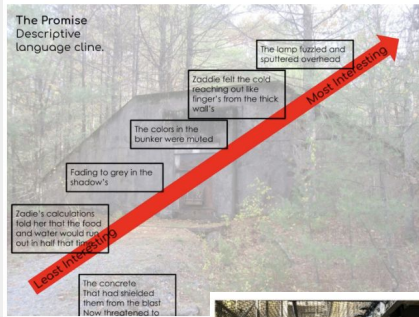 The Promise
Descriptive
language cline.
The lamp fuzzled and
sputtered overhead
Most Interesting
Zaddie felt the cold
reaching out like
finger's from the thick
wall's
The colors in the
bunker were muted
Fading to grey in the
shadow's
Zadie's calculations
told her that the food
and water would run
out in half that time
Least Interesting
The concrete
That had shielded
them from the blast
Now threatened to